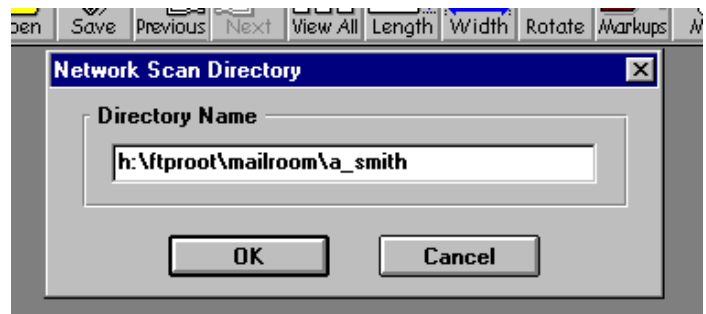 Save Previous Next View All Length Width Rotate Markups
Network Scan Directory
Directory Name
h:\ftproot\mailroom\a_smith
OK Cancel